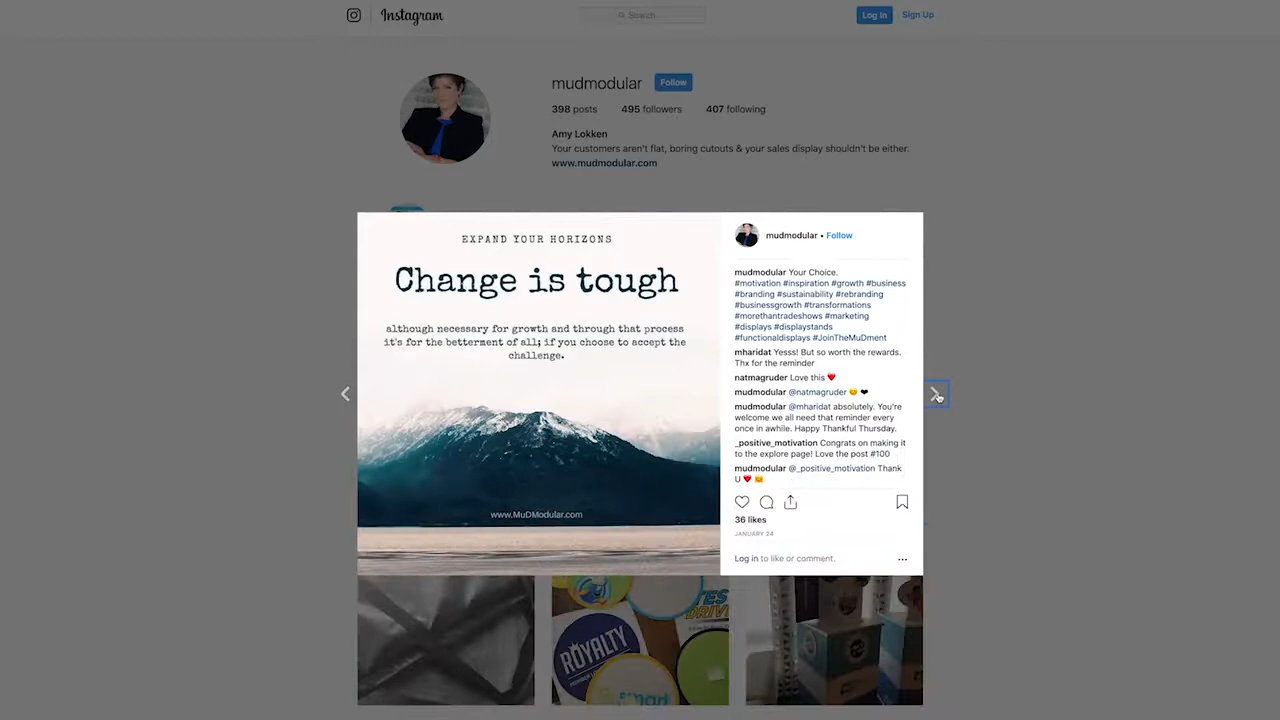 Instagram
Search
Log In
Sign Up
mudmodular
Follow
398 posts 495 followers 407 following
Amy Lokken
Your customers aren't flat, boring cutouts & your sales display shouldn't be either.
www.mudmodular.com
EXPAND YOUR HORIZONS
Change is tough
although necessary for growth and through that process
it's for the betterment of all; if you choose to accept the
challenge.
www.MuDModular.com
mudmodular • Follow
mudmodular Your Choice.
#motivation #inspiration #growth #business
#branding #sustainability #rebranding
#businessgrowth #transformations
#morethantradeshows #marketing
#displays #displaystands
#functionaldisplays #JoinTheMuDment
mharidat Yesss! But so worth the rewards.
Thx for the reminder
natmagruder Love this ❤️
mudmodular @natmagruder 😊 ❤
mudmodular @mharidat absolutely. You're
welcome we all need that reminder every
once in awhile. Happy Thankful Thursday.
_positive_motivation Congrats on making it
to the explore page! Love the post #100
mudmodular @_positive_motivation Thank
U ❤️ 😊
36 likes
JANUARY 24
Log in to like or comment.
ROYALTY
smart
DRIVE